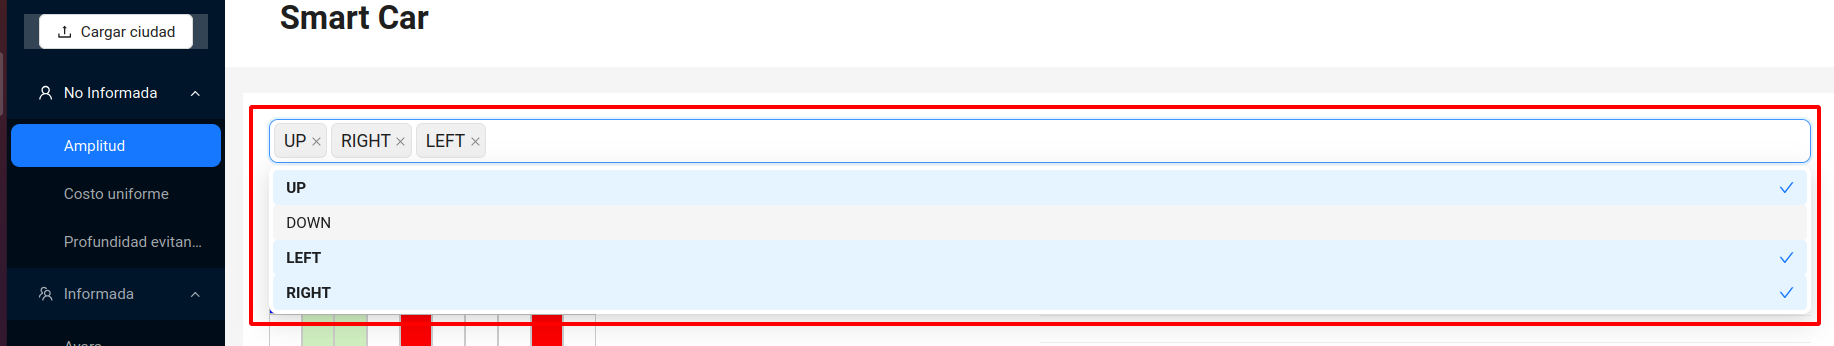 Cargar ciudad
No Informada
Amplitud
Costo uniforme
Profundidad evitan...
Informada
Smart Car
UP RIGHT LEFT
UP
DOWN
LEFT
RIGHT